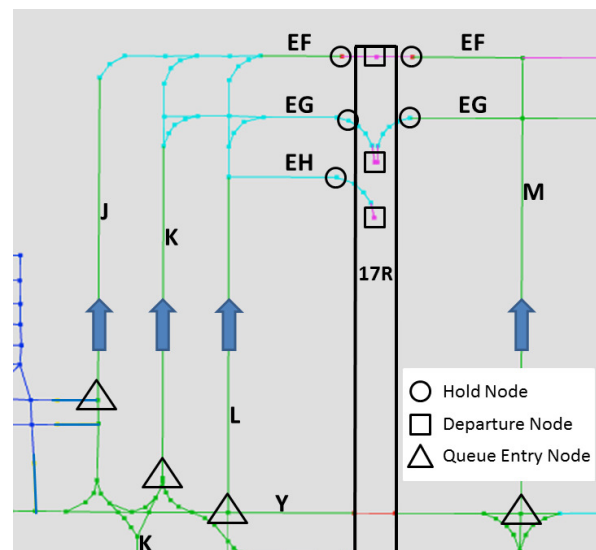 EF
EF
EG
EG
EH
J
K
M
17R
L
Y
K
Hold Node
Departure Node
Queue Entry Node